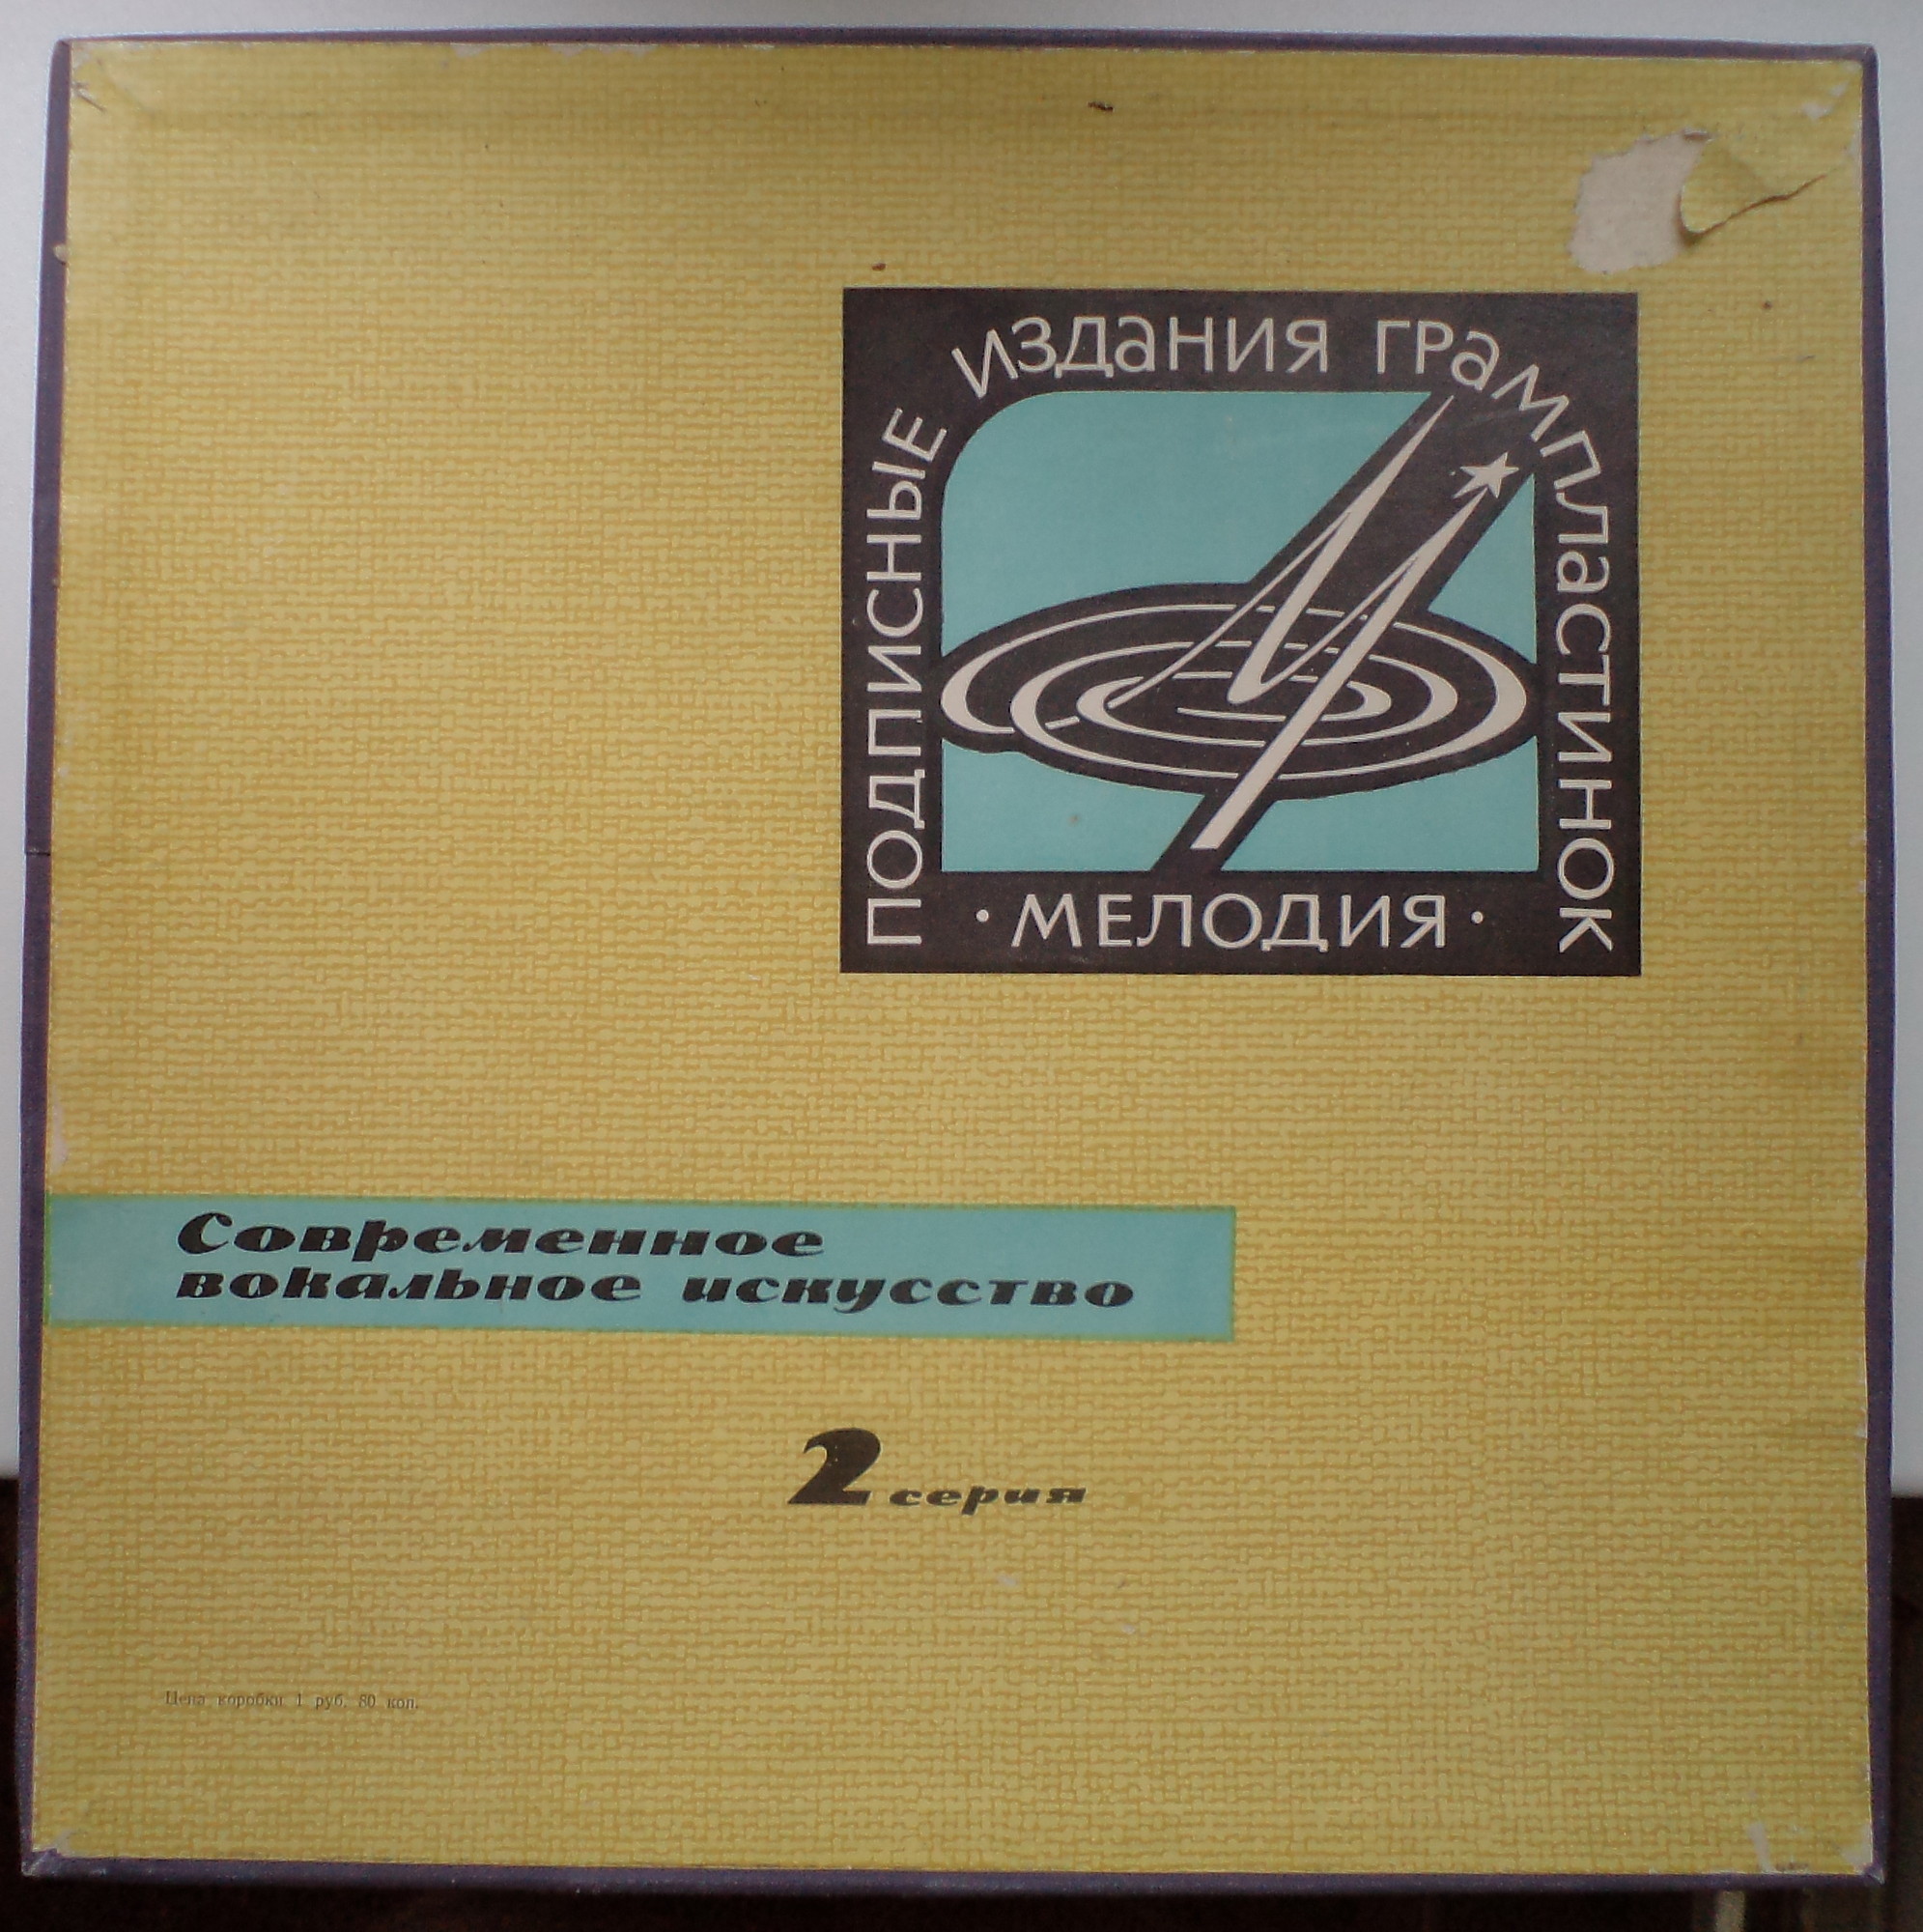 ПОДПИСНЫЕ ИЗДАНИЯ ГРАМПЛАСТИНОК
· МЕЛОДИЯ ·
Современное
вокальное искусство
2 серия
Цена коробки 1 руб. 80 коп.